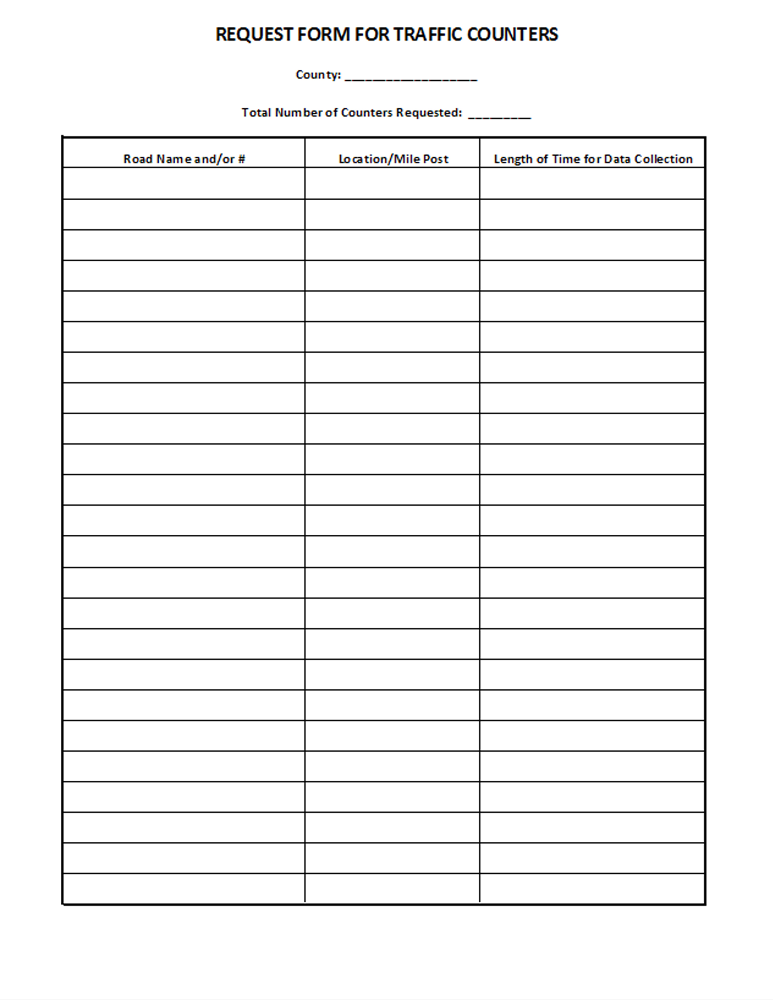 REQUEST FORM FOR TRAFFIC COUNTERS
County: ___________________
Total Number of Counters Requested: _________
Road Name and/or # Location/Mile Post Length of Time for Data Collection